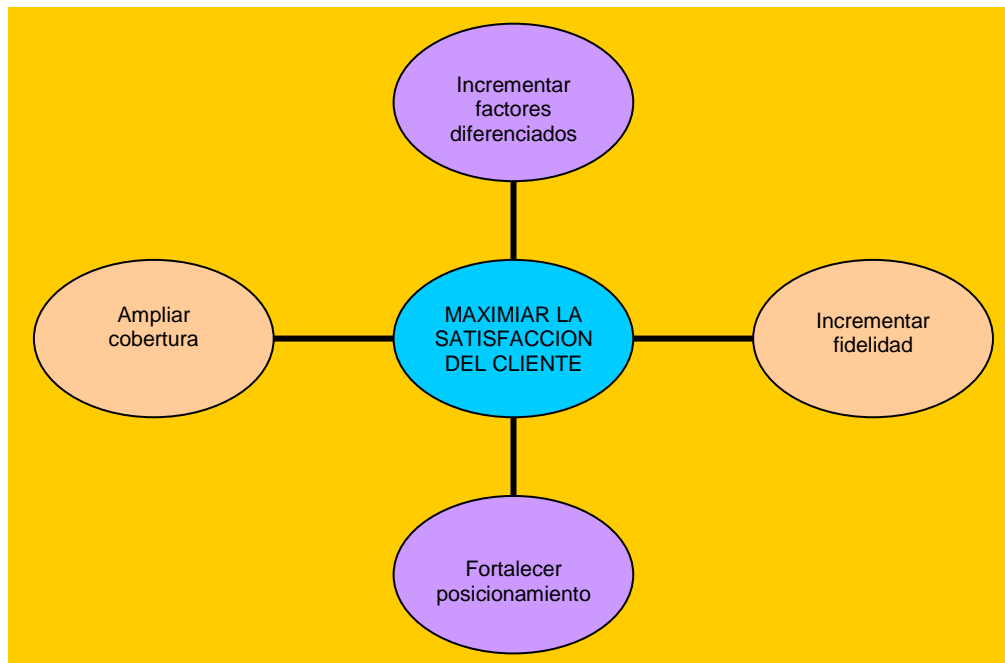 Incrementar
factores
diferenciados
Ampliar
cobertura
MAXIMIAR LA
SATISFACCION
DEL CLIENTE
Incrementar
fidelidad
Fortalecer
posicionamiento